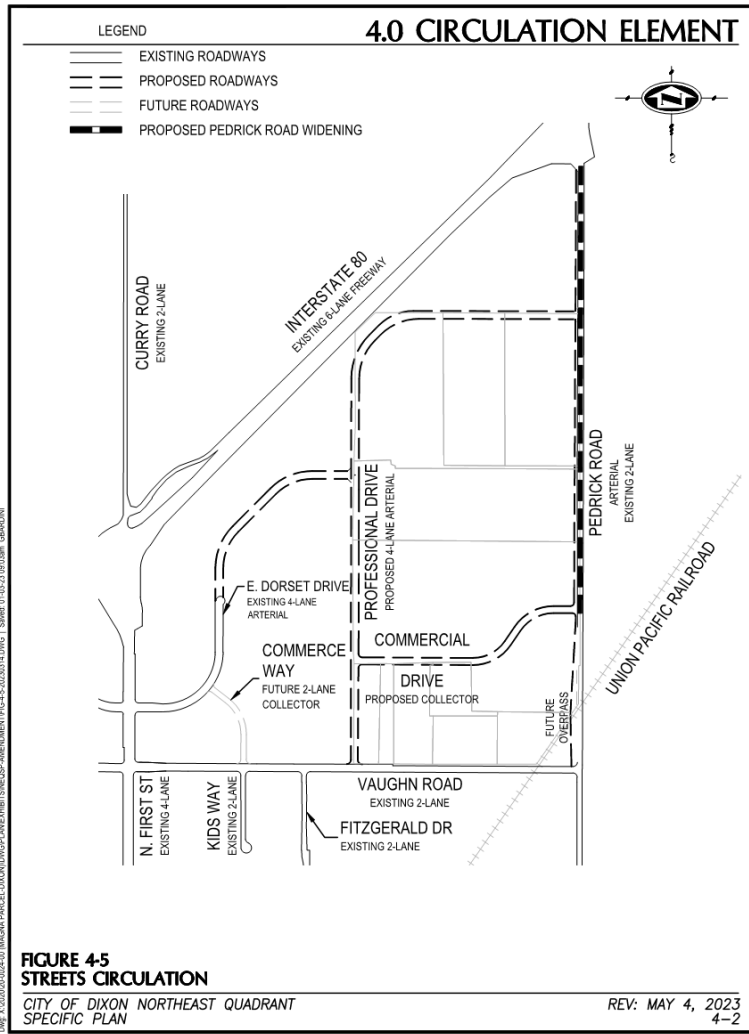 LEGEND
4.0 CIRCULATION ELEMENT
EXISTING ROADWAYS
PROPOSED ROADWAYS
FUTURE ROADWAYS
PROPOSED PEDRICK ROAD WIDENING
N
S
CURRY ROAD
EXISTING 2-LANE
INTERSTATE 80
EXISTING 6-LANE FREEWAY
PROFESSIONAL DRIVE
PROPOSED 4-LANE ARTERIAL
PEDRICK ROAD
ARTERIAL
EXISTING 2-LANE
UNION PACIFIC RAILROAD
E. DORSET DRIVE
EXISTING 4-LANE
ARTERIAL
COMMERCE
WAY
FUTURE 2-LANE
COLLECTOR
COMMERCIAL
DRIVE
PROPOSED COLLECTOR
FUTURE
OVERPASS
N. FIRST ST
EXISTING 4-LANE
KIDS WAY
EXISTING 2-LANE
VAUGHN ROAD
EXISTING 2-LANE
FITZGERALD DR
EXISTING 2-LANE
FIGURE 4-5
STREETS CIRCULATION
CITY OF DIXON NORTHEAST QUADRANT
SPECIFIC PLAN
REV: MAY 4, 2023
4-2